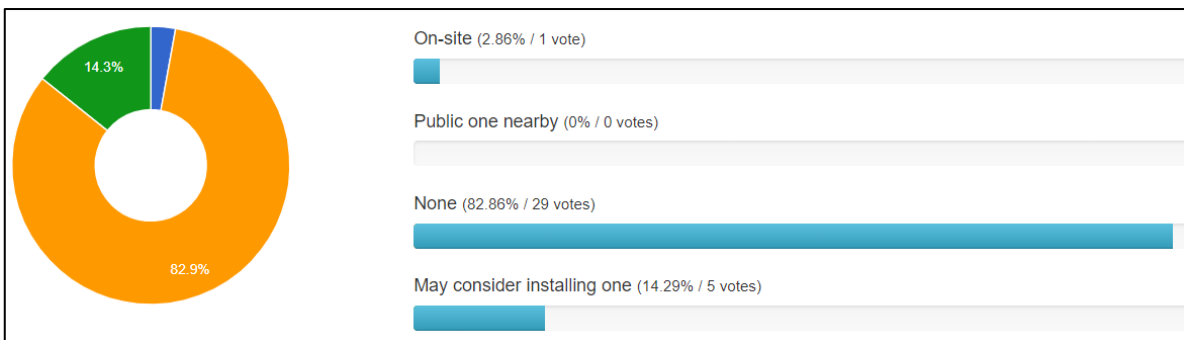 14.3%
82.9%
On-site (2.86% / 1 vote)
Public one nearby (0% / 0 votes)
None (82.86% / 29 votes)
May consider installing one (14.29% / 5 votes)